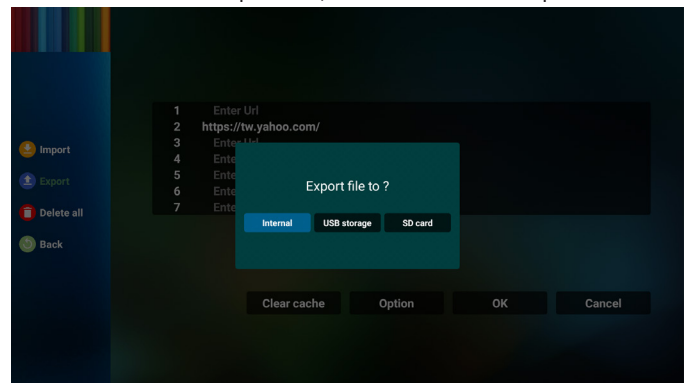 1 Enter Url
2 https://tw.yahoo.com/
3 Enter Url
4 Ente
5 Ente
6 Ente
7 Ente
Import
Export
Delete all
Back
Export file to ?
Internal USB storage SD card
Clear cache Option OK Cancel